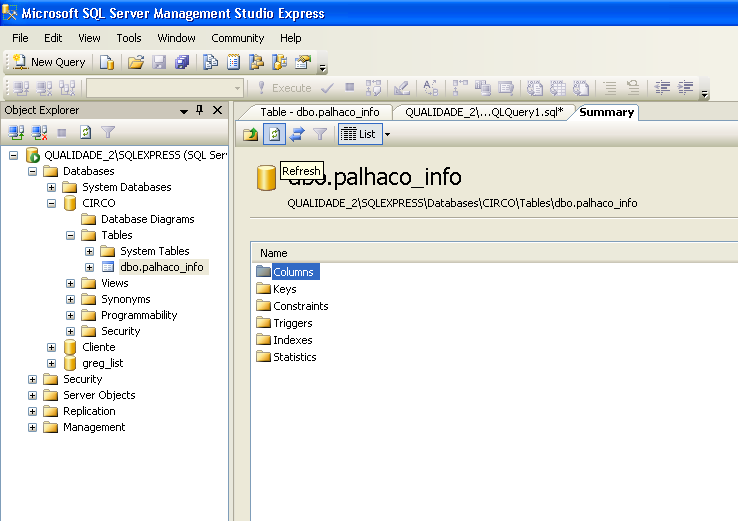 Microsoft SQL Server Management Studio Express
File Edit View Tools Window Community Help
New Query
Execute
Object Explorer
Table - dbo.palhaco_info QUALIDADE_2\...QLQuery1.sql* Summary
List
Refresh
dbo.palhaco_info
QUALIDADE_2\SQLEXPRESS\Databases\CIRCO\Tables\dbo.palhaco_info
QUALIDADE_2\SQLEXPRESS (SQL Ser
Databases
System Databases
CIRCO
Database Diagrams
Tables
System Tables
dbo.palhaco_info
Views
Synonyms
Programmability
Security
Cliente
greg_list
Security
Server Objects
Replication
Management
Name
Columns
Keys
Constraints
Triggers
Indexes
Statistics